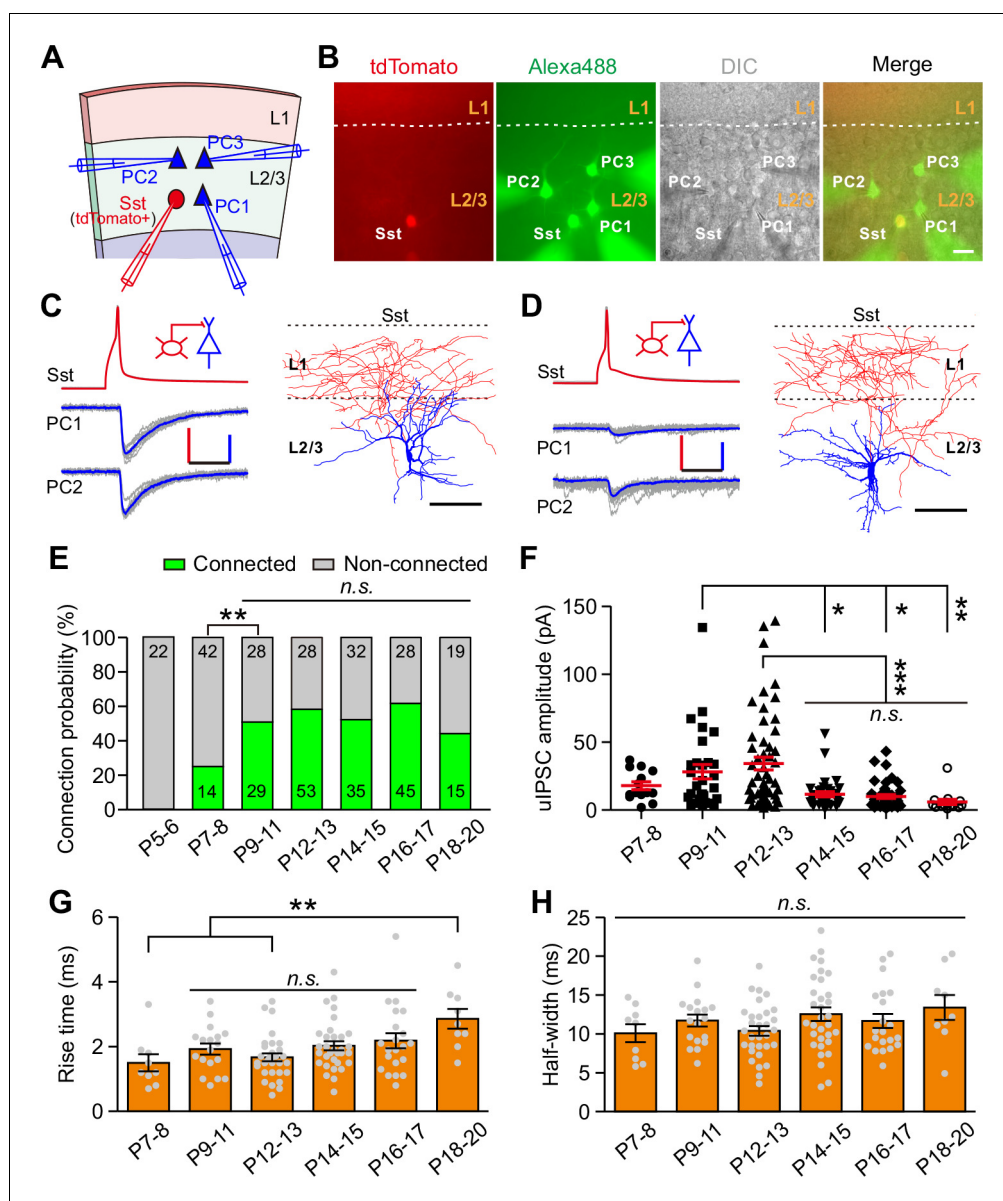 A
L1
PC3
PC2
L2/3
Sst
(tdTomato+)
PC1
B
tdTomato
Alexa488
DIC
Merge
L1
L1
L1
L1
PC3
PC3
PC3
PC2
PC2
PC2
L2/3
L2/3
L2/3
L2/3
Sst
Sst
PC1
Sst
PC1
Sst
PC1
C
Sst
PC1
PC2
Sst
L1
L2/3
D
Sst
PC1
PC2
Sst
L1
L2/3
E
Connected
Non-connected
n.s.
**
Connection probability (%)
100
80
60
40
20
0
22
42
28
28
32
28
19
14
29
53
35
45
15
P5-6
P7-8
P9-11
P12-13
P14-15
P16-17
P18-20
F
uIPSC amplitude (pA)
150
100
50
0
*
*
**
***
n.s.
P7-8
P9-11
P12-13
P14-15
P16-17
P18-20
G
Rise time (ms)
6
4
2
0
**
n.s.
P7-8
P9-11
P12-13
P14-15
P16-17
P18-20
H
Half-width (ms)
25
20
15
10
5
0
n.s.
P7-8
P9-11
P12-13
P14-15
P16-17
P18-20